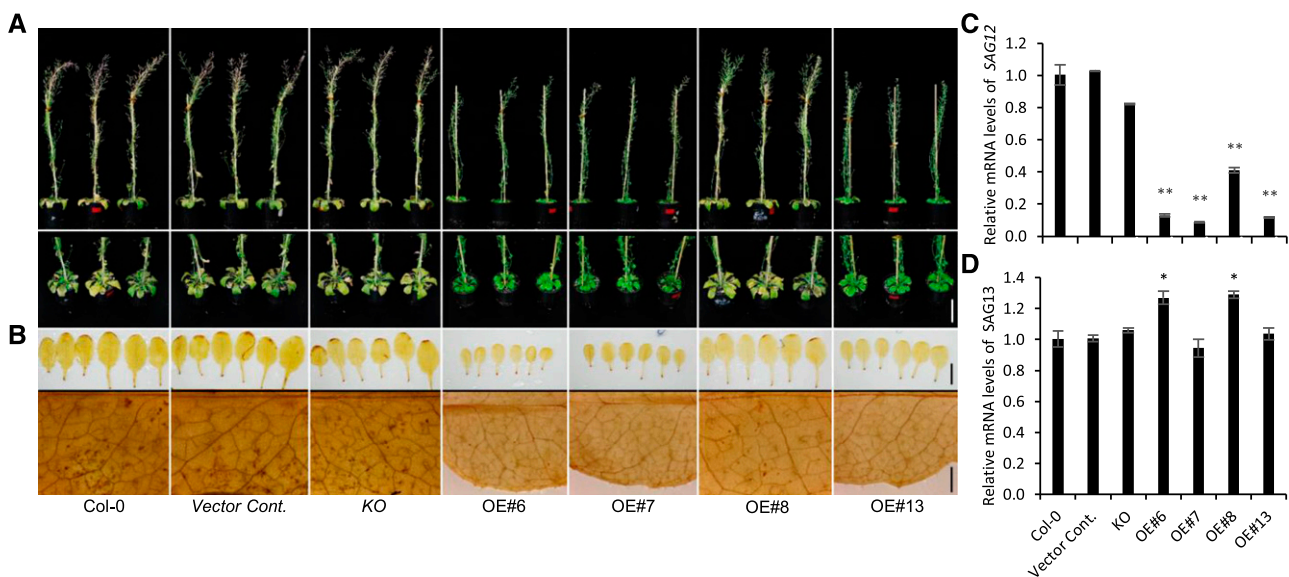 A
B
Col-0
Vector Cont.
KO
OE#6
OE#7
OE#8
OE#13
C
Relative mRNA levels of SAG12
1.2
1.0
0.8
0.6
0.4
0.2
0.0
**
**
**
**
D
Relative mRNA levels of SAG13
1.4
1.2
1.0
0.8
0.6
0.4
0.2
0.0
*
*
Col-0
Vector Cont.
KO
OE#6
OE#7
OE#8
OE#13